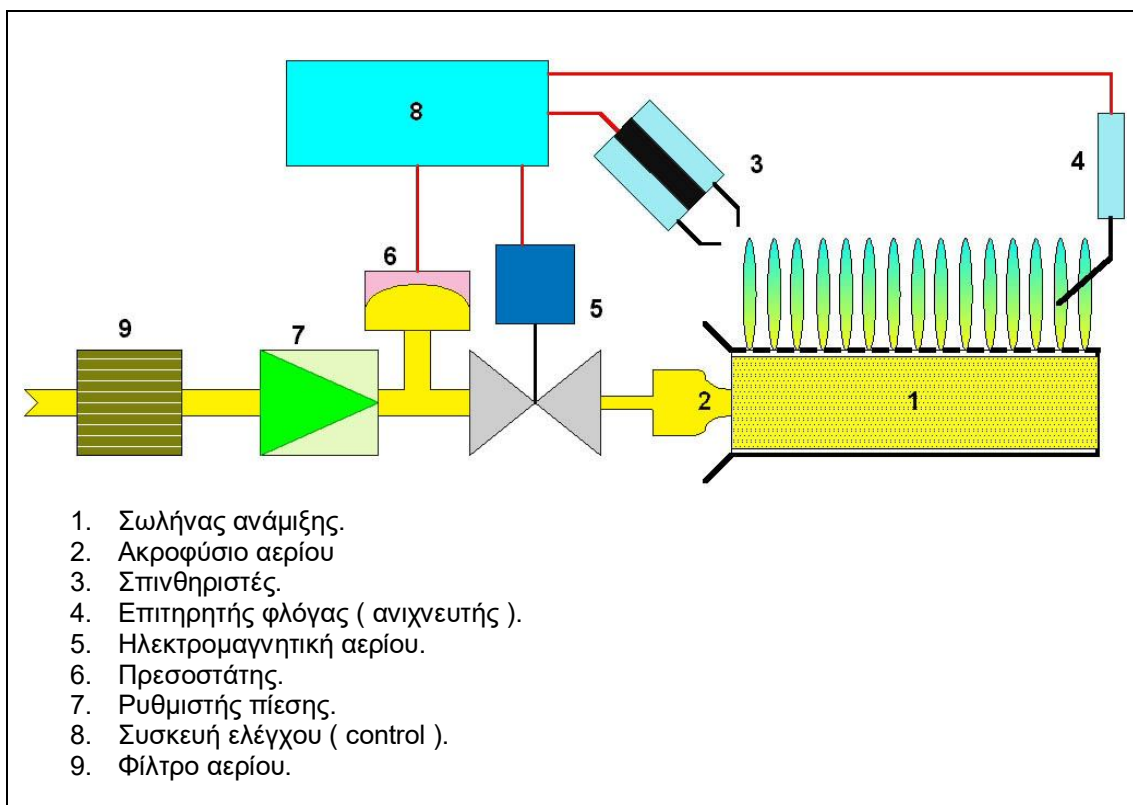 8
3
4
6
5
9
7
2
1
1. Σωλήνας ανάμιξης.
2. Ακροφύσιο αερίου
3. Σπινθηριστές.
4. Επιτηρητής φλόγας ( ανιχνευτής ).
5. Ηλεκτρομαγνητική αερίου.
6. Πρεσοστάτης.
7. Ρυθμιστής πίεσης.
8. Συσκευή ελέγχου ( control ).
9. Φίλτρο αερίου.